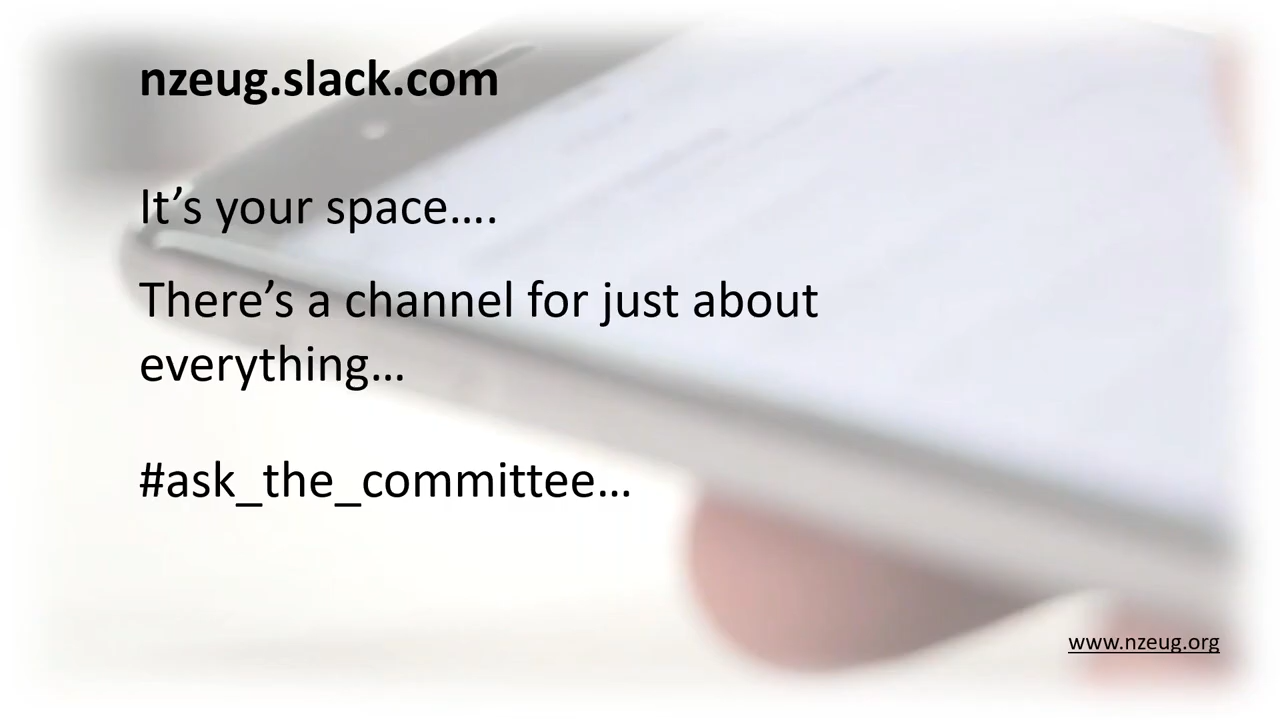 nzeug.slack.com
It’s your space….
There’s a channel for just about
everything…
#ask_the_committee…
www.nzeug.org